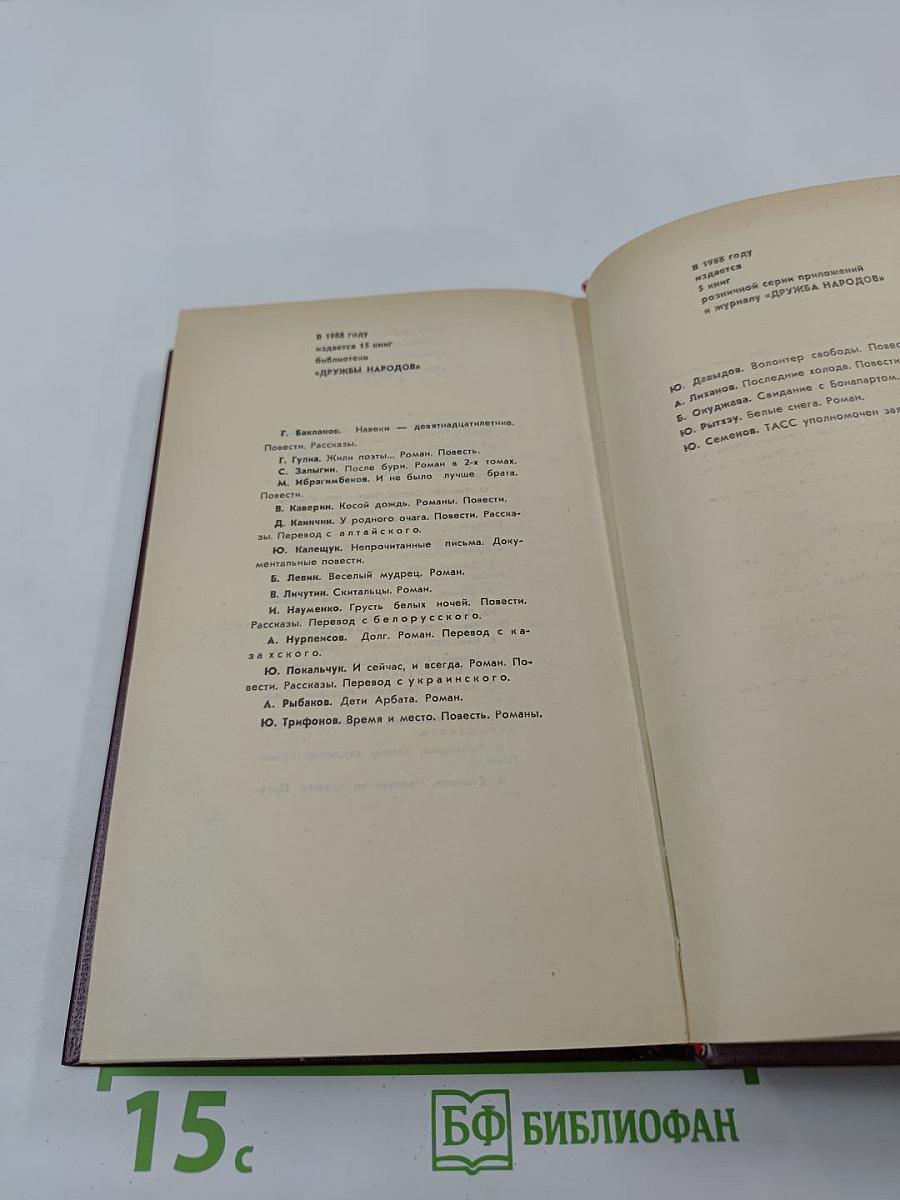 В 1988 году
издается 15 книг
библиотеки
«ДРУЖБЫ НАРОДОВ»
Г. Бакланов. Навеки — девятнадцатилетние.
Повести. Рассказы.
Г. Гулиа. Жили поэты... Роман. Повесть.
С. Залыгин. После бури. Роман в 2-х томах.
М. Ибрагимбеков. И не было лучше брата.
Повести.
В. Каверин. Косой дождь. Романы. Повести.
Д. Каинчин. У родного очага. Повести. Расска-
зы. Перевод с алтайского.
Ю. Калещук. Непрочитанные письма. Доку-
ментальные повести.
Б. Левин. Веселый мудрец. Роман.
В. Личутин. Скитальцы. Роман.
И. Науменко. Грусть белых ночей. Повести.
Рассказы. Перевод с белорусского.
А. Нурпеисов. Долг. Роман. Перевод с ка-
захского.
Ю. Покальчук. И сейчас, и всегда. Роман. По-
вести. Рассказы. Перевод с украинского.
А. Рыбаков. Дети Арбата. Роман.
Ю. Трифонов. Время и место. Повесть. Романы.
В 1988 году
издается
5 книг
розничной серии приложений
к журналу «ДРУЖБА НАРОДОВ»
Ю. Давыдов. Волонтер свободы. Повес
А. Лиханов. Последние холода. Повести
Б. Окуджава. Свидание с Бонапартом.
Ю. Рытхэу. Белые снега. Роман.
Ю. Семенов. ТАСС уполномочен зая
15 с
БФ БИБЛИОФАН